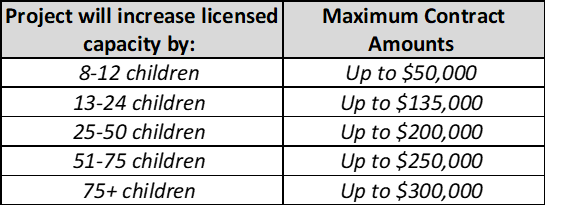 Project will increase licensed Maximum Contract
capacity by: Amounts
8-12 children Up to $50,000
13-24 children Up to $135,000
25-50 children Up to $200,000
51-75 children Up to $250,000
75+ children Up to $300,000